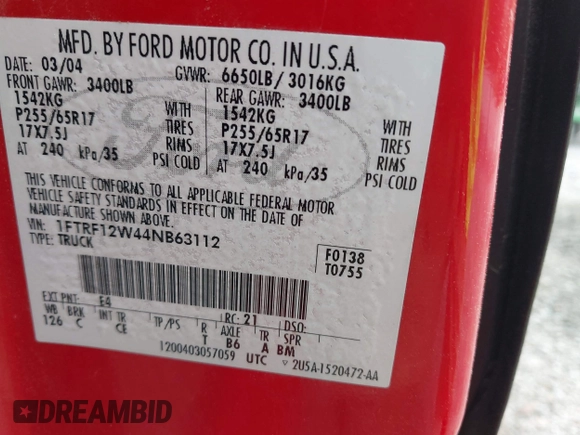 MFD. BY FORD MOTOR CO. IN U.S.A.
DATE: 03/04 GVWR: 6650LB/ 3016KG
FRONT GAWR: 3400LB REAR GAWR: 3400LB
1542KG WITH 1542KG WITH
P255/65R17 TIRES P255/65R17 TIRES
17X7.5J RIMS 17X7.5J RIMS
AT 240 kPa/35 PSI COLD AT 240 kPa/35 PSI COLD
Ford
THIS VEHICLE CONFORMS TO ALL APPLICABLE FEDERAL MOTOR
VEHICLE SAFETY STANDARDS IN EFFECT ON THE DATE OF
MANUFACTURE SHOWN ABOVE.
VIN: 1FTRF12W44NB63112
TYPE: TRUCK
F0138
T0755
EXT PNT: E4 RC: 21 DSO:
WB BRK INT TR TP/PS R AXLE TR SPR
126 C CE T B6 A BM
1200403057059 UTC ▽ 2U5A-1520472-AA
DREAMBID